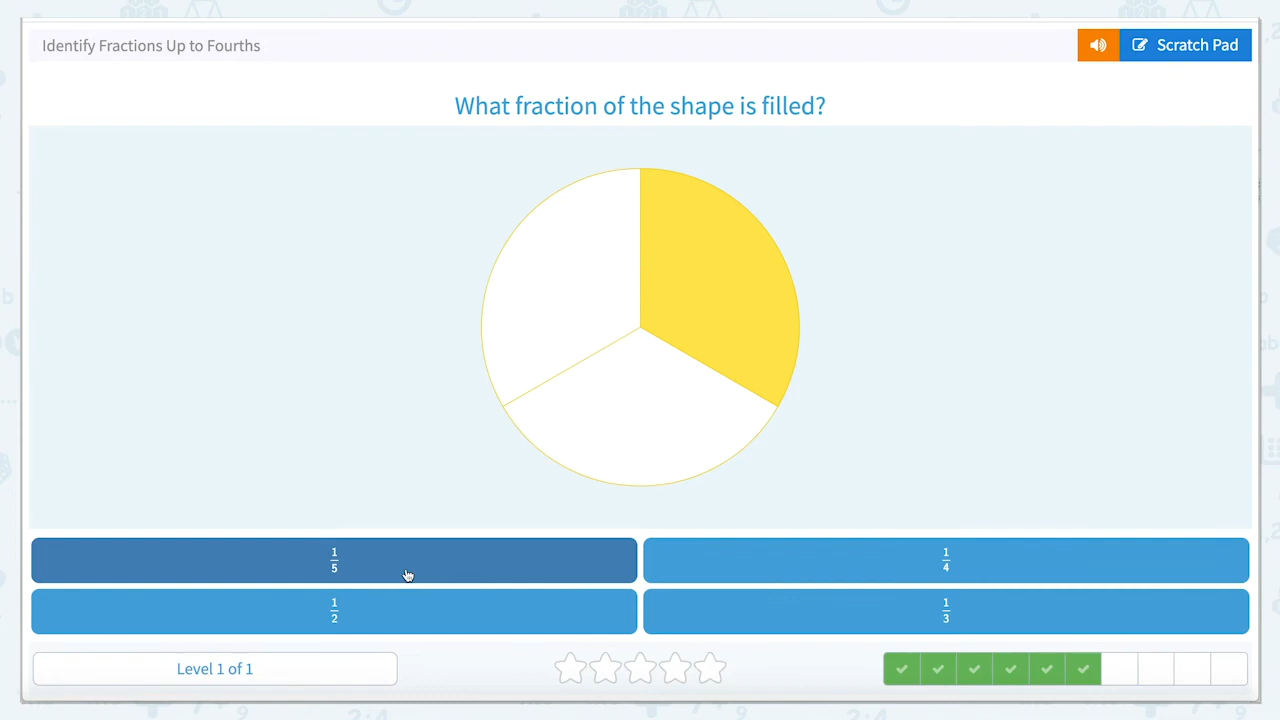 Identify Fractions Up to Fourths
Scratch Pad
What fraction of the shape is filled?
1/5
1/4
1/2
1/3
Level 1 of 1